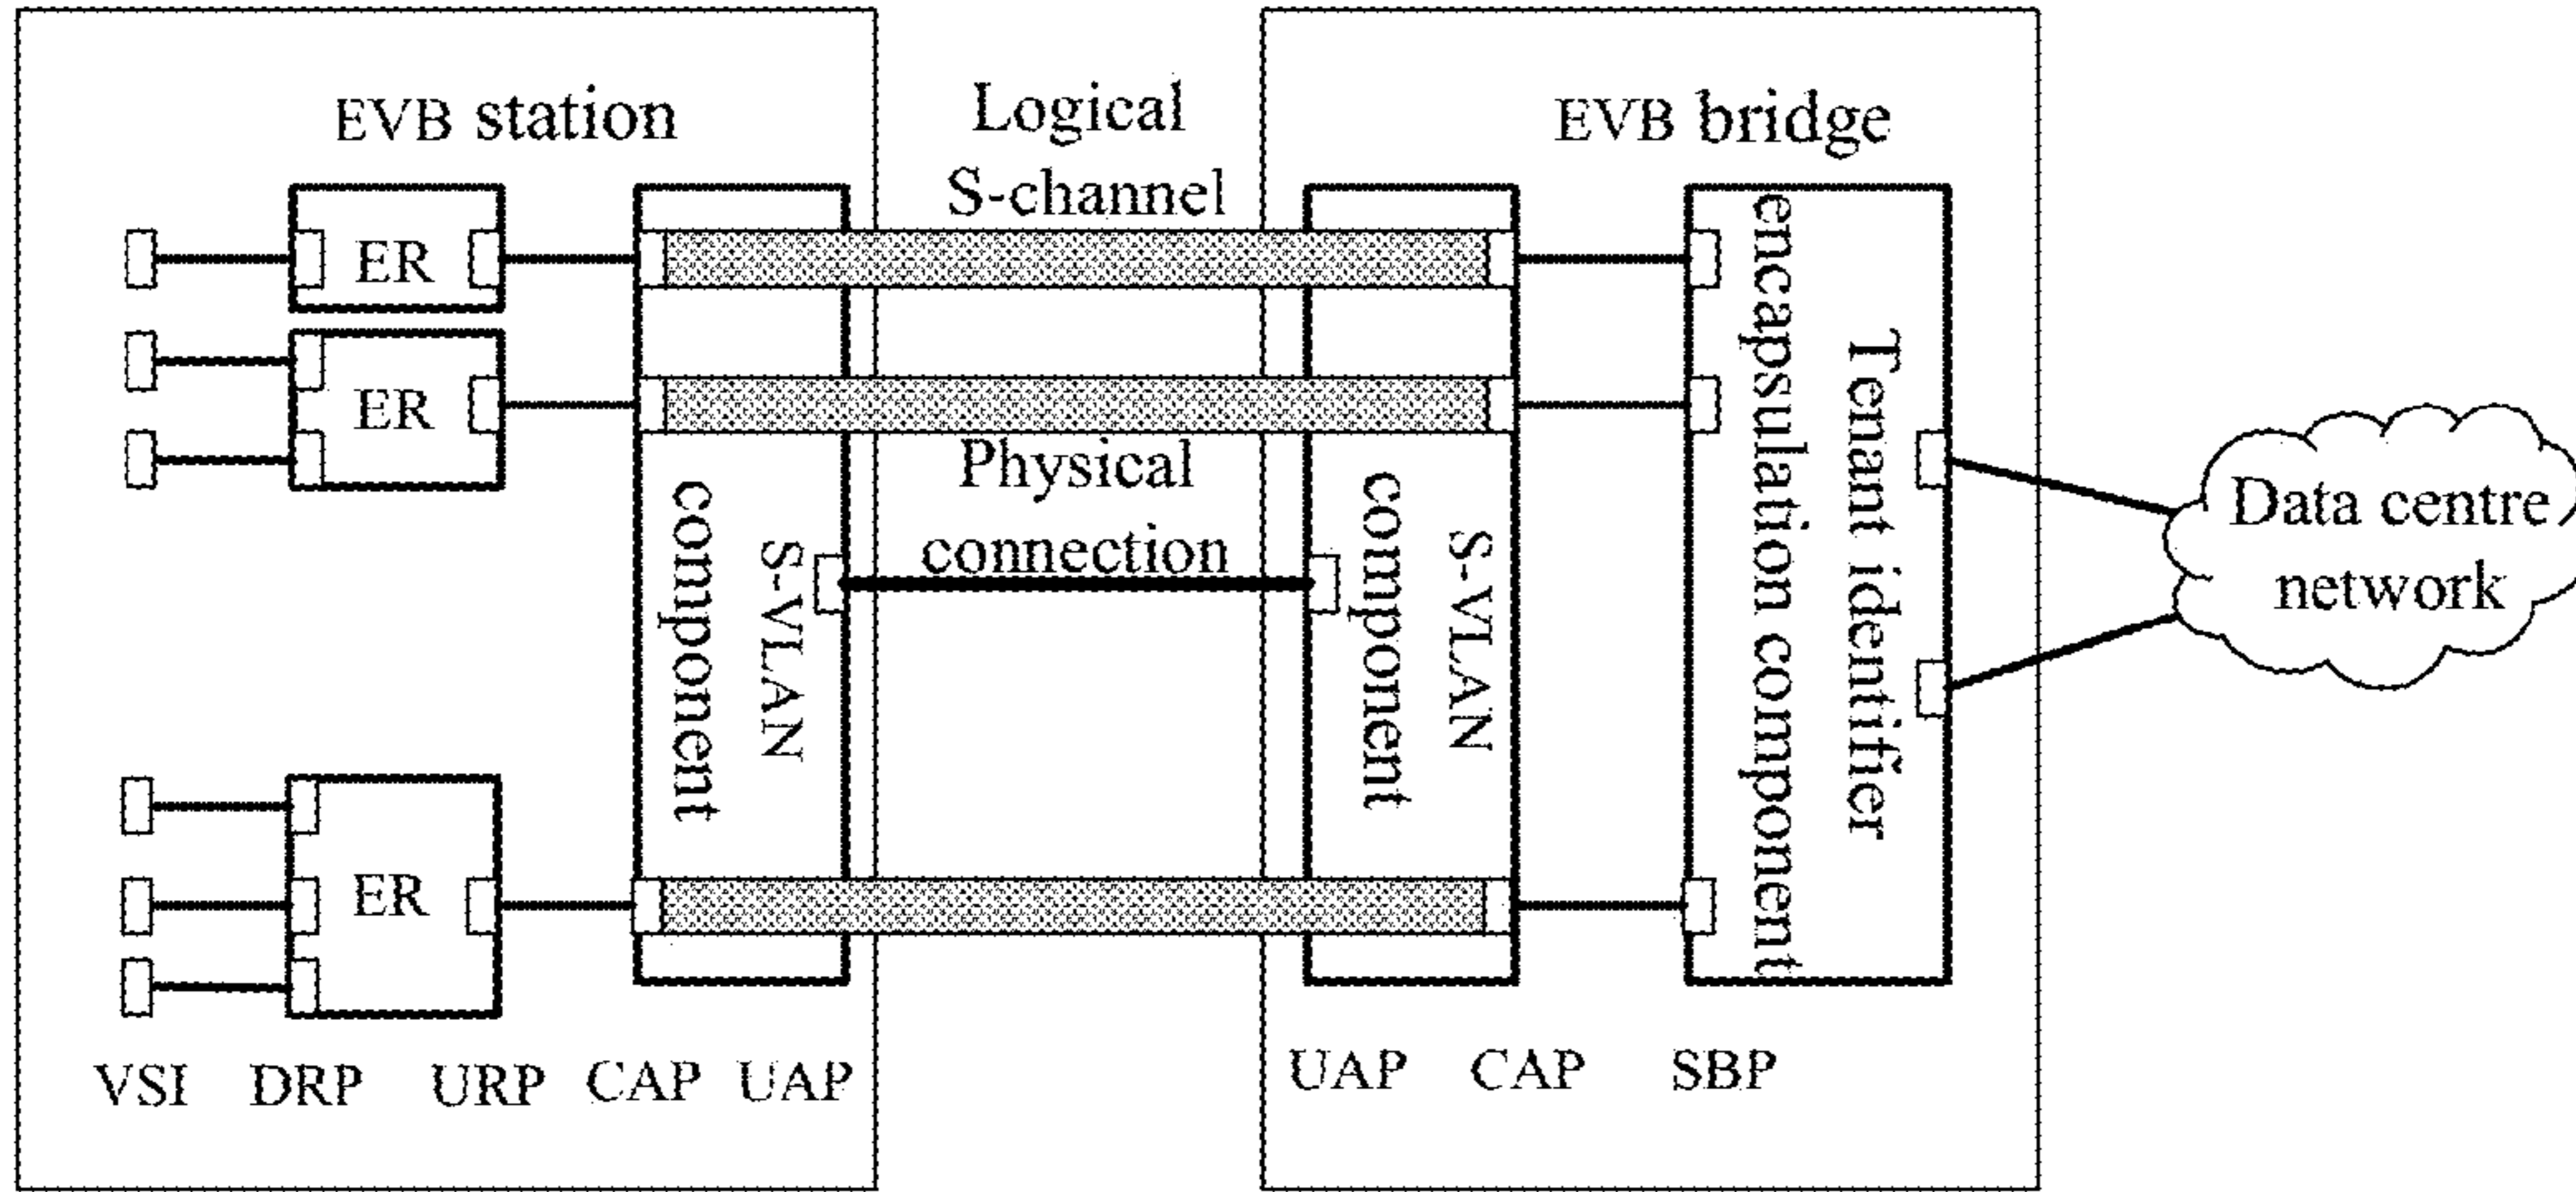 EVB station
Logical
S-channel
EVB bridge
ER
ER
ER
Physical
connection
S-VLAN
component
S-VLAN
component
Tenant identifier
encapsulation component
Data centre
network
VSI
DRP
URP
CAP
UAP
UAP
CAP
SBP